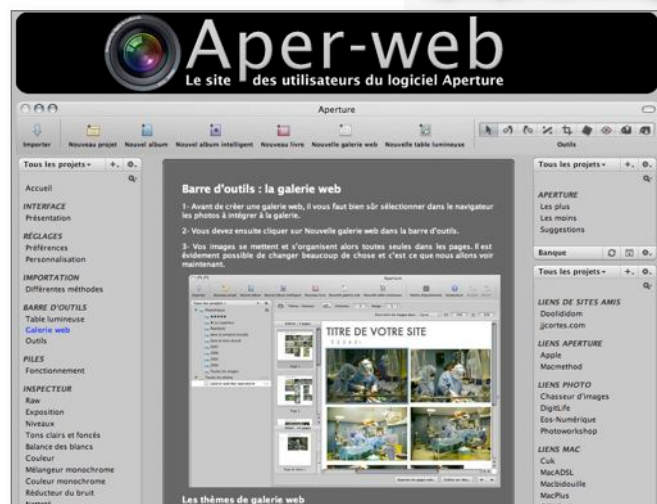 Aper-web
Le site des utilisateurs du logiciel Aperture
Aperture
Importer Nouveau projet Nouvel album Nouvel album intelligent Nouveau livre Nouvelle galerie web Nouvelle table lumineuse Outils
Tous les projets
Accueil
INTERFACE
Présentation
RÉGLAGES
Préférences
Personnalisation
IMPORTATION
Différentes méthodes
BARRE D'OUTILS
Table lumineuse
Galerie web
Outils
PILES
Fonctionnement
INSPECTEUR
Raw
Exposition
Niveaux
Tons clairs et foncés
Balance des blancs
Couleur
Mélangeur monochrome
Couleur monochrome
Réducteur du bruit
Barre d'outils : la galerie web
1- Avant de créer une galerie web, il vous faut bien sûr sélectionner dans le navigateur
les photos à intégrer à la galerie.
2- Vous devez ensuite cliquer sur Nouvelle galerie web dans la barre d'outils.
3- Vos images se mettent et s'organisent alors toutes seules dans les pages. Il est
évidement possible de changer beaucoup de chose et c'est ce que nous allons voir
maintenant.
Aperture
TITRE DE VOTRE SITE
Les thèmes de galerie web
Tous les projets
APERTURE
Les plus
Les moins
Suggestions
Banque
Tous les projets
LIENS DE SITES AMIS
Doolididom
jjcortes.com
LIENS APERTURE
Apple
Macmethod
LIENS PHOTO
Chasseur d'images
DigitLife
Eos-Numérique
Photoworkshop
LIENS MAC
Cuk
MacADSL
Macbidouille
MacPlus